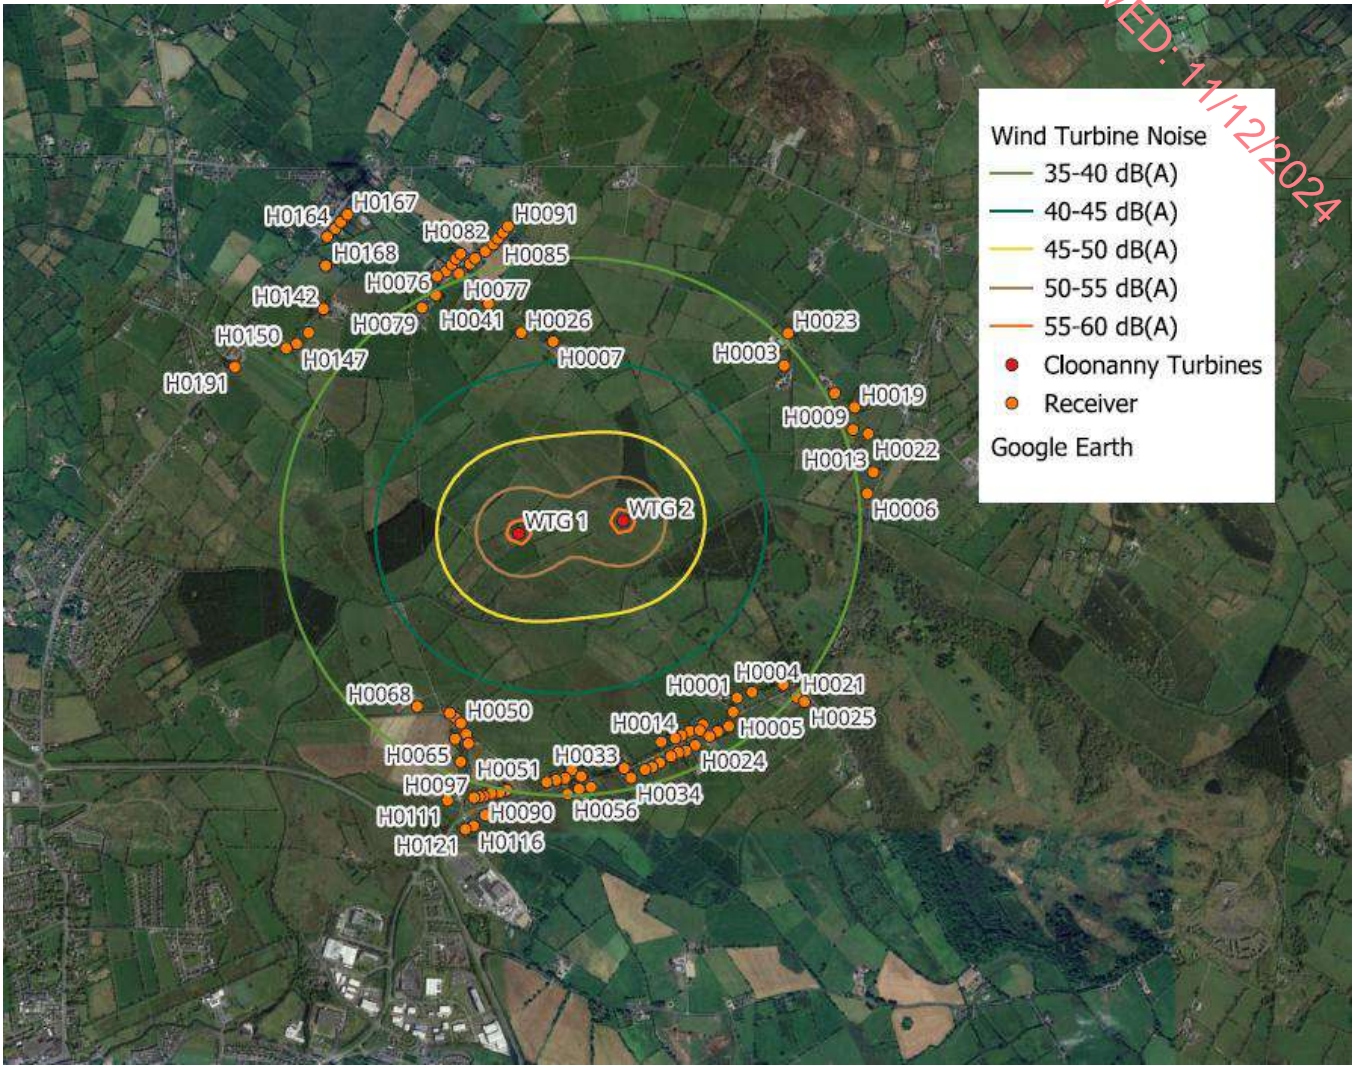 VED: 11/12/2024
Wind Turbine Noise
35-40 dB(A)
40-45 dB(A)
45-50 dB(A)
50-55 dB(A)
55-60 dB(A)
Cloonanny Turbines
Receiver
Google Earth
H0167
H0164
H0091
H0082
H0168
H0085
H0076
H0077
H0142
H0079
H0041
H0026
H0023
H0150
H0147
H0007
H0003
H0191
H0019
H0009
H0022
H0013
H0006
WTG 1
WTG 2
H0004
H0001
H0021
H0068
H0050
H0025
H0014
H0005
H0065
H0033
H0051
H0024
H0097
H0034
H0111
H0090
H0056
H0121
H0116